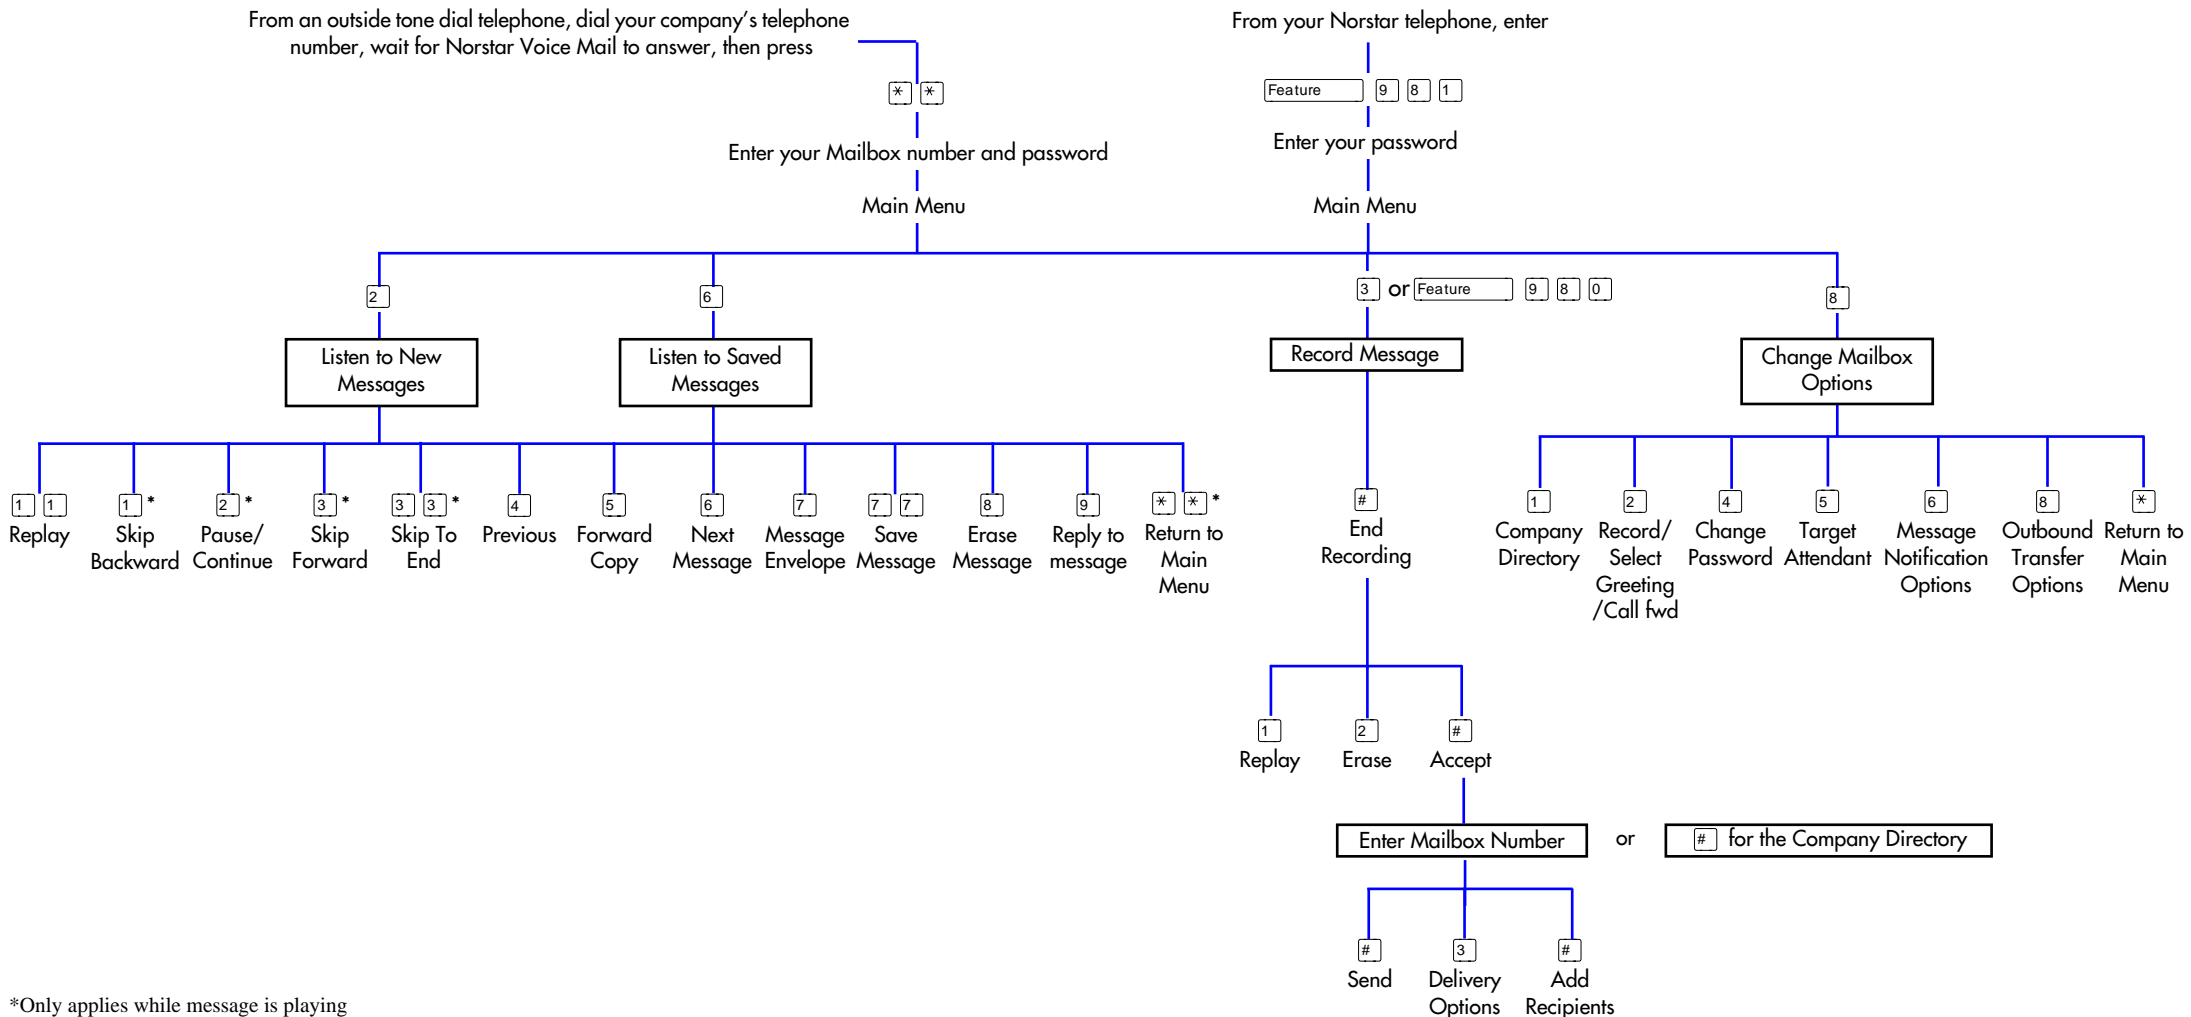 From an outside tone dial telephone, dial your company's telephone
number, wait for Norstar Voice Mail to answer, then press
* *
Enter your Mailbox number and password
Main Menu
From your Norstar telephone, enter
Feature 9 8 1
Enter your password
Main Menu
2
Listen to New
Messages
6
Listen to Saved
Messages
3 or Feature 9 8 0
Record Message
8
Change Mailbox
Options
1 1
Replay
1 *
Skip
Backward
2 *
Pause/
Continue
3 *
Skip
Forward
3 3 *
Skip To
End
4
Previous
5
Forward
Copy
6
Next
Message
7
Message
Envelope
7 7
Save
Message
8
Erase
Message
9
Reply to
message
* * *
Return to
Main
Menu
#
End
Recording
1
Company
Directory
2
Record/
Select
Greeting
/Call fwd
4
Change
Password
5
Target
Attendant
6
Message
Notification
Options
8
Outbound
Transfer
Options
*
Return to
Main
Menu
1
Replay
2
Erase
#
Accept
Enter Mailbox Number or # for the Company Directory
#
Send
3
Delivery
Options
#
Add
Recipients
*Only applies while message is playing